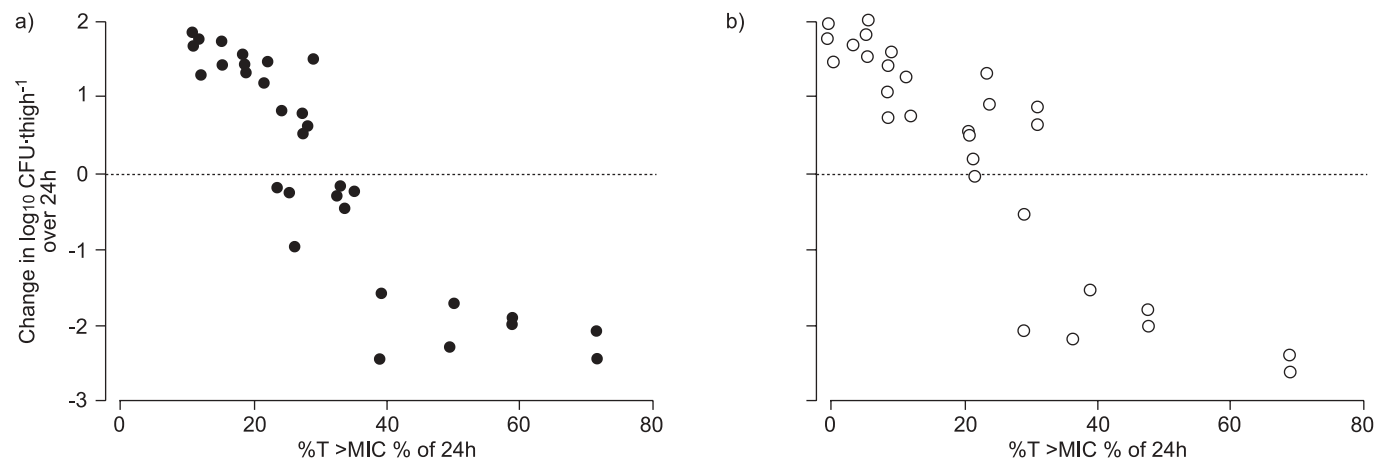 a)
Change in log10 CFU·thigh-1
over 24h
2
1
0
-1
-2
-3
0 20 40 60 80
%T >MIC % of 24h
b)
0 20 40 60 80
%T >MIC % of 24h